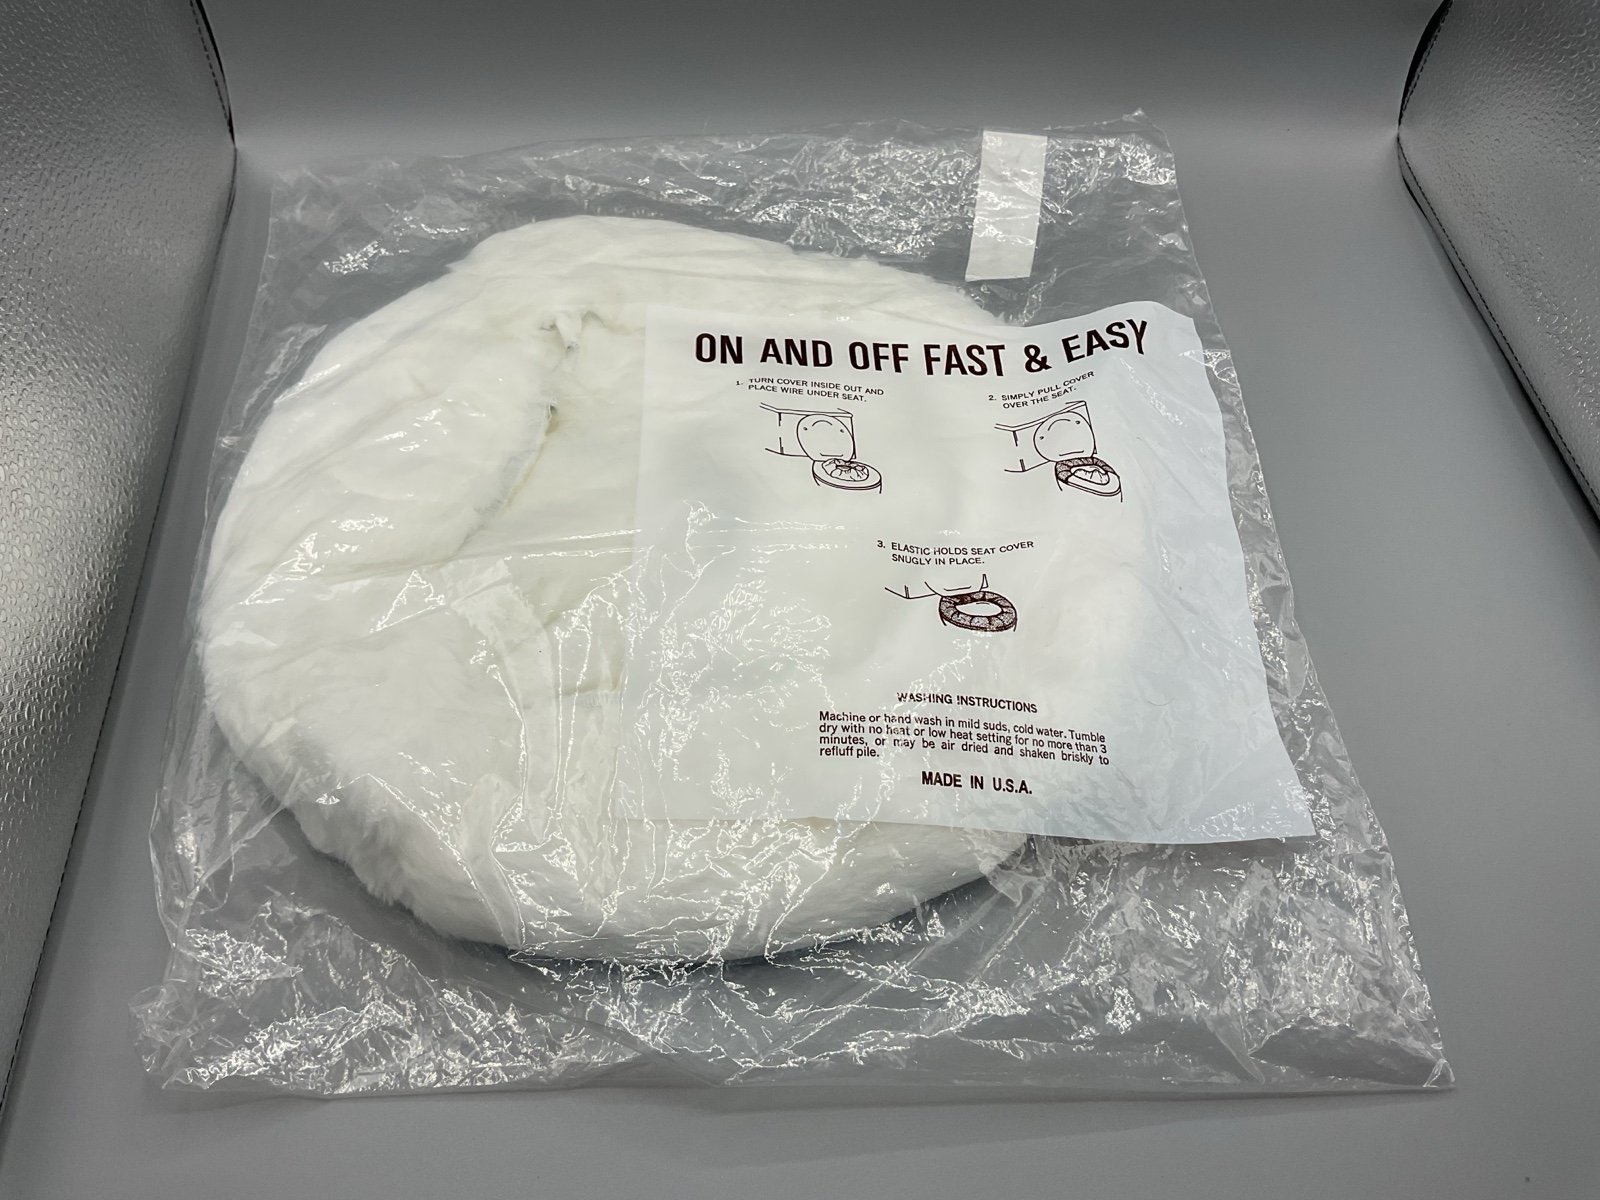 ON AND OFF FAST & EASY
1. TURN COVER INSIDE OUT AND
PLACE WIRE UNDER SEAT.
2. SIMPLY PULL COVER
OVER THE SEAT.
3. ELASTIC HOLDS SEAT COVER
SNUGLY IN PLACE.
WASHING INSTRUCTIONS
Machine or hand wash in mild suds, cold water. Tumble
dry with no heat or low heat setting for no more than 3
minutes, or may be air dried and shaken briskly to
refluff pile.
MADE IN U.S.A.